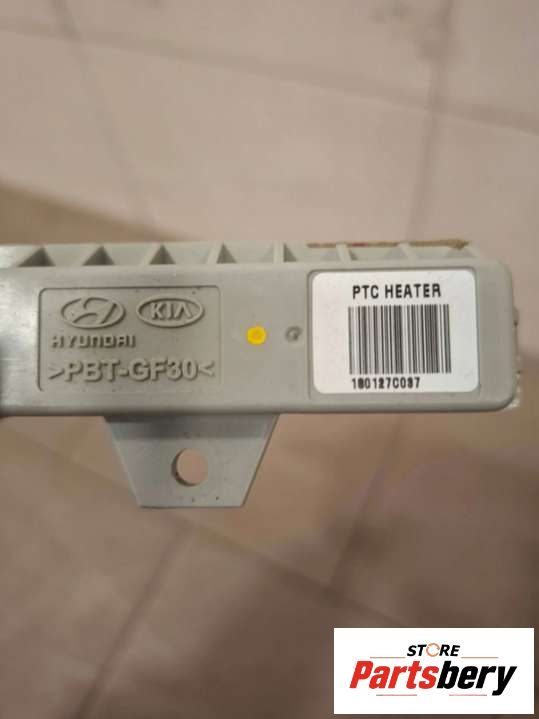 KIA
HYUNDAI
>PBT-GF30<
PTC HEATER
180127C037
STORE
Partsbery